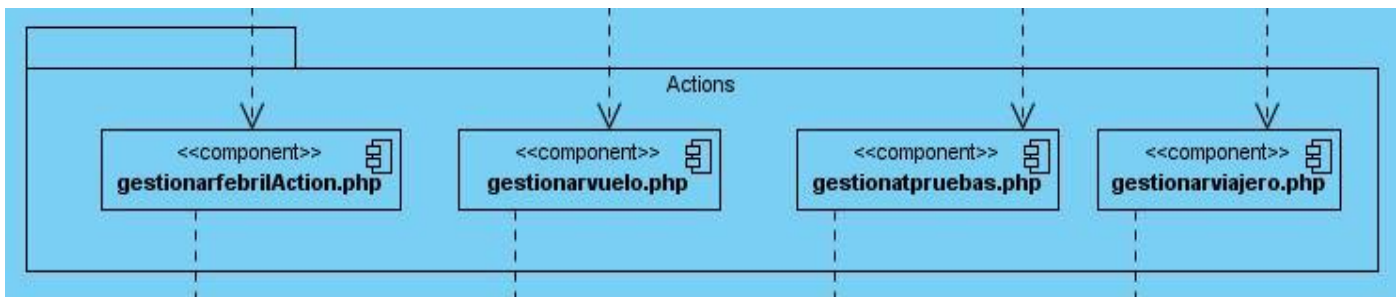 Actions
<<component>>
gestionarfebrilAction.php
<<component>>
gestionarvuelo.php
<<component>>
gestionatpruebas.php
<<component>>
gestionarviajero.php